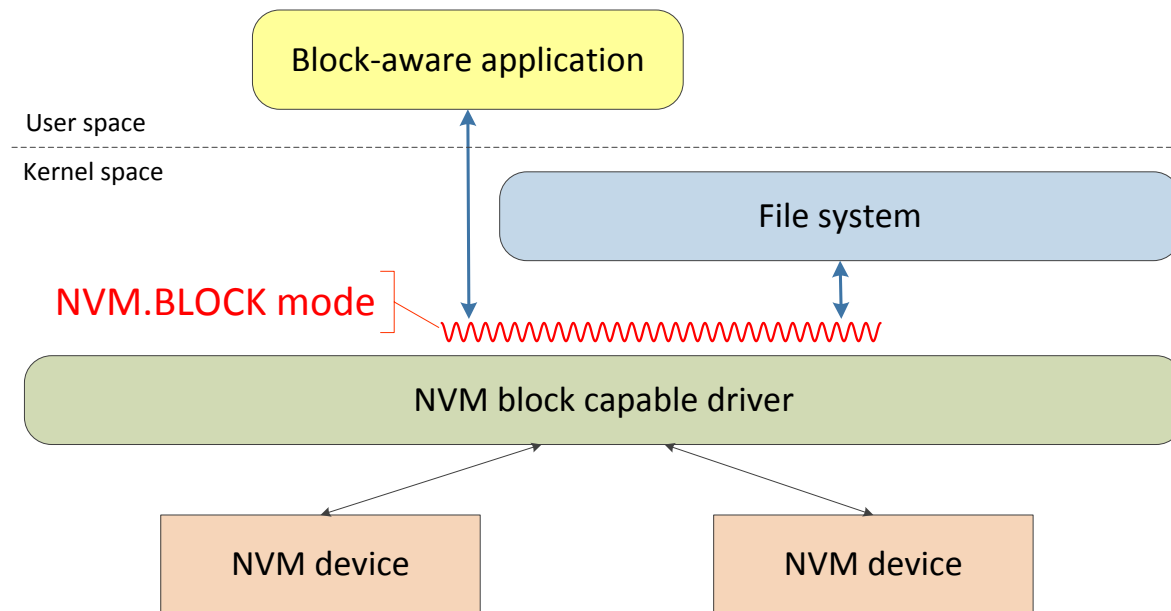 Block-aware application
User space
Kernel space
File system
NVM.BLOCK mode
NVM block capable driver
NVM device
NVM device